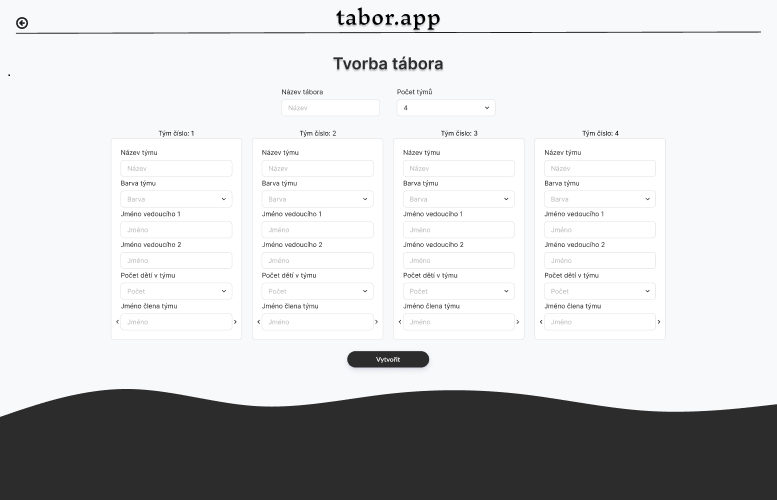 tabor.app
Tvorba tábora
Název tábora
Počet týmů
Název
4
Tým číslo: 1
Tým číslo: 2
Tým číslo: 3
Tým číslo: 4
Název týmu
Název týmu
Název týmu
Název týmu
Název
Název
Název
Název
Barva týmu
Barva týmu
Barva týmu
Barva týmu
Barva
Barva
Barva
Barva
Jméno vedoucího 1
Jméno vedoucího 1
Jméno vedoucího 1
Jméno vedoucího 1
Jméno
Jméno
Jméno
Jméno
Jméno vedoucího 2
Jméno vedoucího 2
Jméno vedoucího 2
Jméno vedoucího 2
Jméno
Jméno
Jméno
Jméno
Počet dětí v týmu
Počet dětí v týmu
Počet dětí v týmu
Počet dětí v týmu
Počet
Počet
Počet
Počet
Jméno člena týmu
Jméno člena týmu
Jméno člena týmu
Jméno člena týmu
Jméno
Jméno
Jméno
Jméno
Vytvořit